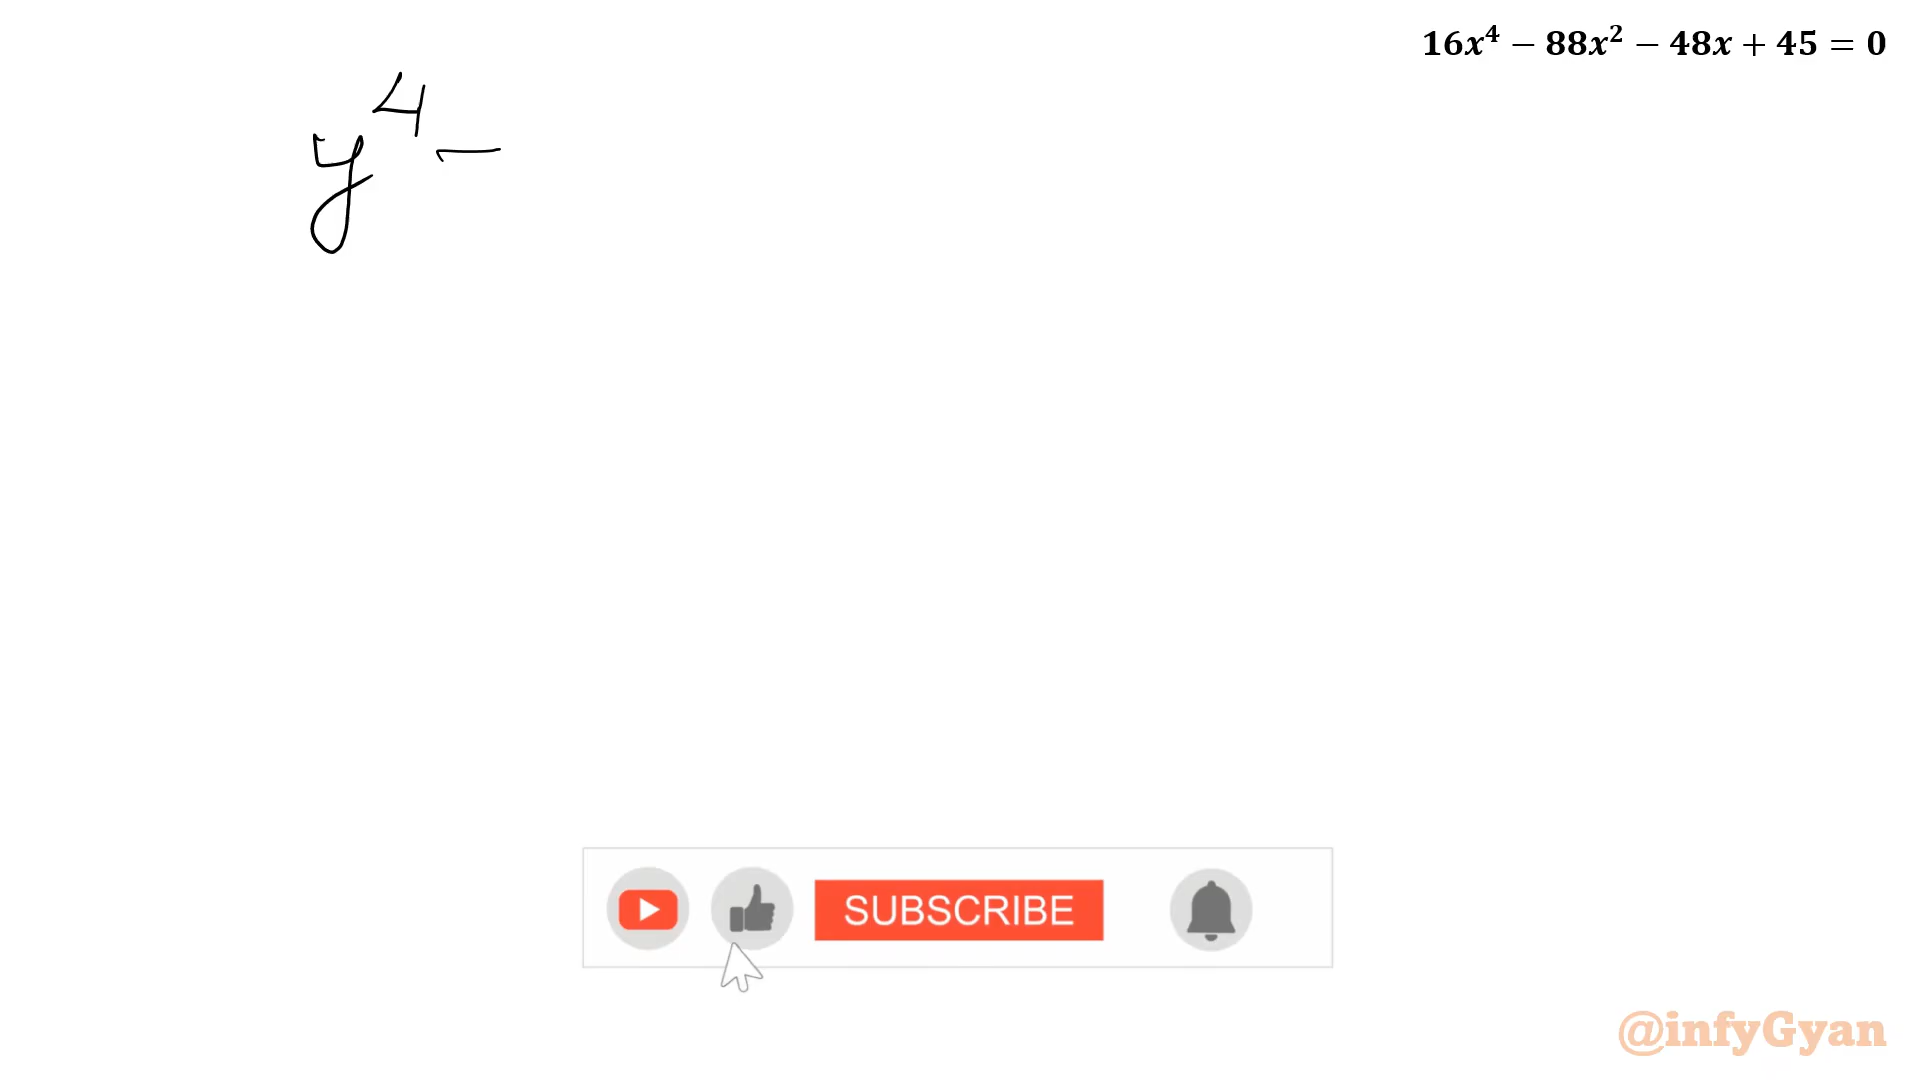 16x⁴ − 88x² − 48x + 45 = 0
y⁴ −
SUBSCRIBE
@infyGyan